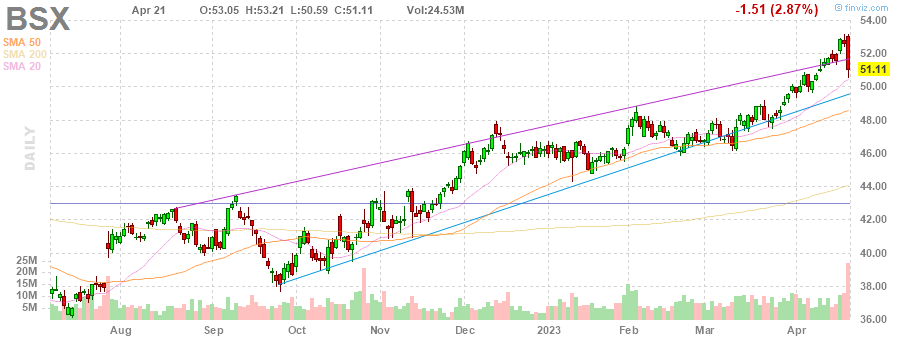 BSX Apr 21 O:53.05 H:53.21 L:50.59 C:51.11 Vol:24.53M -1.51 (2.87%) © finviz.com
SMA 50
SMA 200
SMA 20
DAILY
54.00
52.00
51.11
50.00
48.00
46.00
44.00
42.00
40.00
38.00
36.00
25M
20M
15M
10M
5M
Aug Sep Oct Nov Dec 2023 Feb Mar Apr